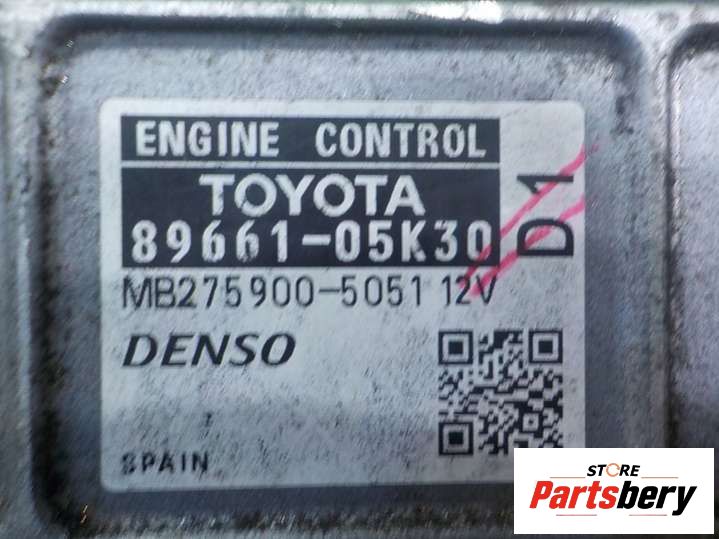 ENGINE CONTROL
TOYOTA
89661-05K30
D1
MB275900-5051 12V
DENSO
SPAIN
STORE
Partsbery